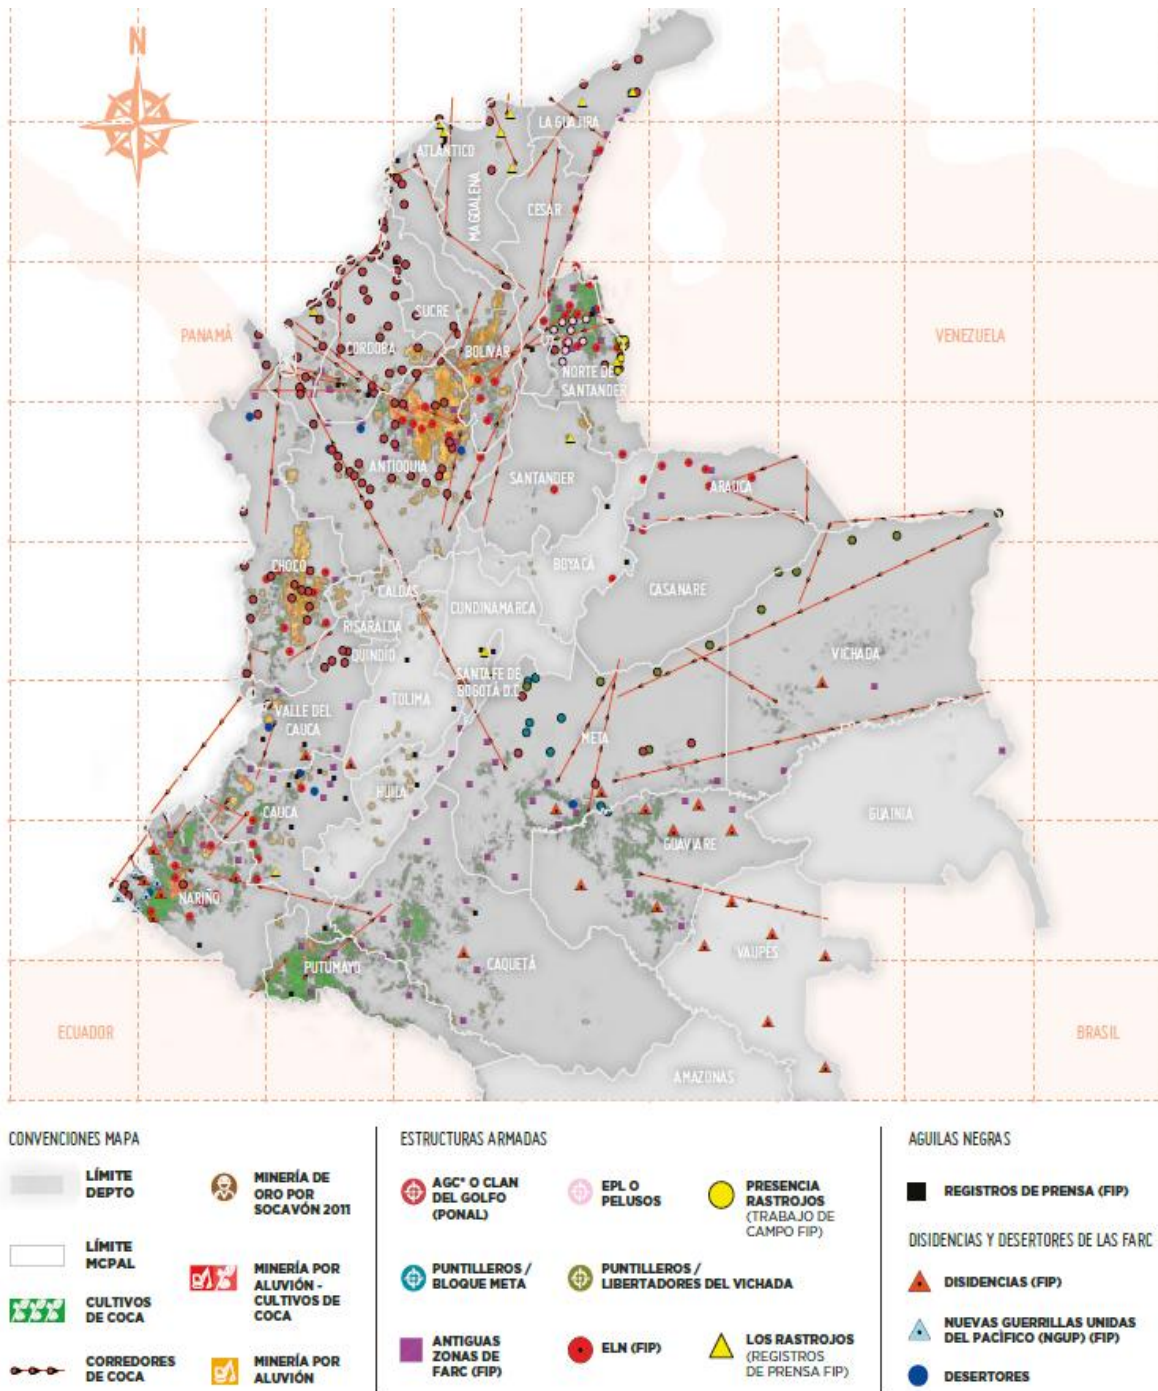 N
LA GUAJIRA
ATLÁNTICO
MAGDALENA
CESAR
SUCRE
PANAMÁ
VENEZUELA
CÓRDOBA
BOLÍVAR
NORTE DE
SANTANDER
ANTIOQUIA
SANTANDER
ARAUCA
CHOCÓ
BOYACÁ
CALDAS
CASANARE
CUNDINAMARCA
RISARALDA
QUINDÍO
VICHADA
SANTAFE DE
BOGOTÁ D.C.
TOLIMA
VALLE DEL
CAUCA
META
HUILA
CAUCA
GUAINÍA
GUAVIARE
NARIÑO
VAUPÉS
PUTUMAYO
CAQUETÁ
ECUADOR
BRASIL
AMAZONAS
CONVENCIONES MAPA
LÍMITE
DEPTO
MINERÍA DE
ORO POR
SOCAVÓN 2011
LÍMITE
MCPAL
MINERÍA POR
ALUVIÓN -
CULTIVOS DE
COCA
CULTIVOS
DE COCA
CORREDORES
DE COCA
MINERÍA POR
ALUVIÓN
ESTRUCTURAS ARMADAS
AGC* O CLAN
DEL GOLFO
(PONAL)
EPL O
PELUSOS
PRESENCIA
RASTROJOS
(TRABAJO DE
CAMPO FIP)
PUNTILLEROS /
BLOQUE META
PUNTILLEROS /
LIBERTADORES DEL VICHADA
ANTIGUAS
ZONAS DE
FARC (FIP)
ELN (FIP)
LOS RASTROJOS
(REGISTROS
DE PRENSA FIP)
AGUILAS NEGRAS
REGISTROS DE PRENSA (FIP)
DISIDENCIAS Y DESERTORES DE LAS FARC
DISIDENCIAS (FIP)
NUEVAS GUERRILLAS UNIDAS
DEL PACÌFICO (NGUP) (FIP)
DESERTORES